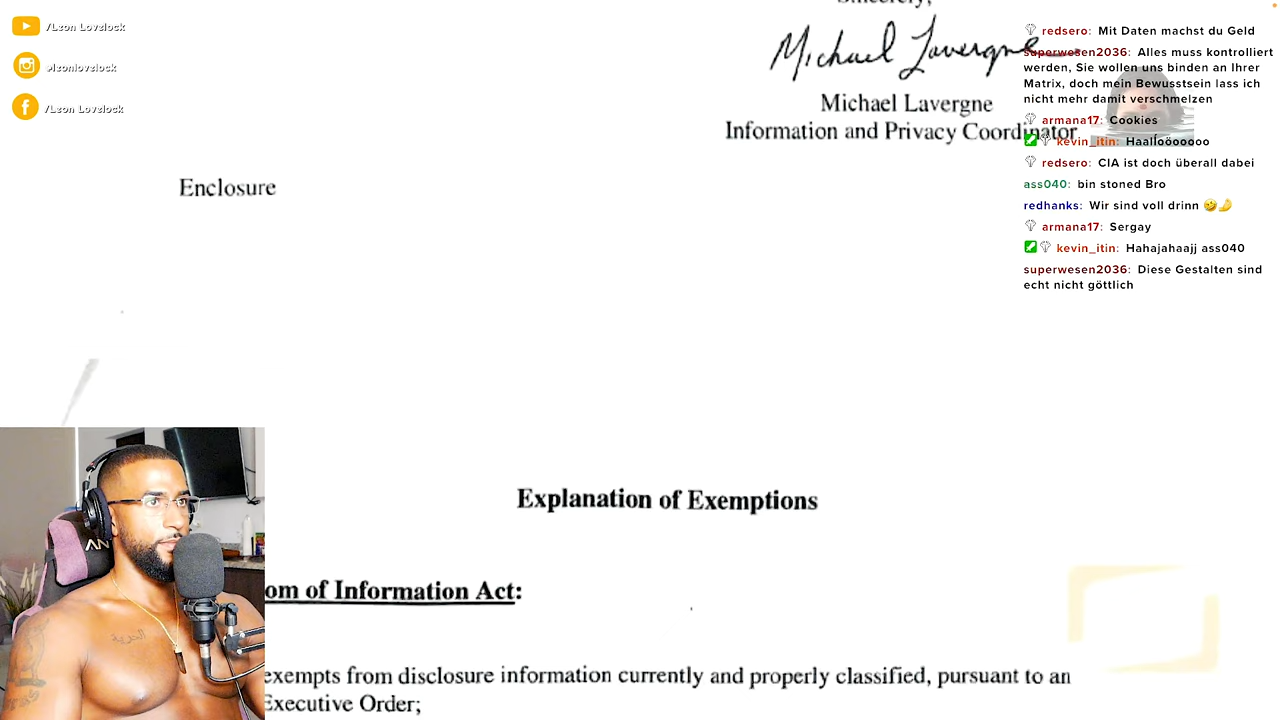 /Leon Lovelock
leonlovelock
/Leon Lovelock
Sincerely,
Michael Lavergne
Michael Lavergne
Information and Privacy Coordinator
Enclosure
Explanation of Exemptions
om of Information Act:
exempts from disclosure information currently and properly classified, pursuant to an
Executive Order;
redsero: Mit Daten machst du Geld
superwesen2036: Alles muss kontrolliert
werden, Sie wollen uns binden an Ihrer
Matrix, doch mein Bewusstsein lass ich
nicht mehr damit verschmelzen
armana17: Cookies
kevin_itin: Haalloöooooo
redsero: CIA ist doch überall dabei
ass040: bin stoned Bro
redhanks: Wir sind voll drinn 🤣🤌
armana17: Sergay
kevin_itin: Hahajahaajj ass040
superwesen2036: Diese Gestalten sind
echt nicht göttlich